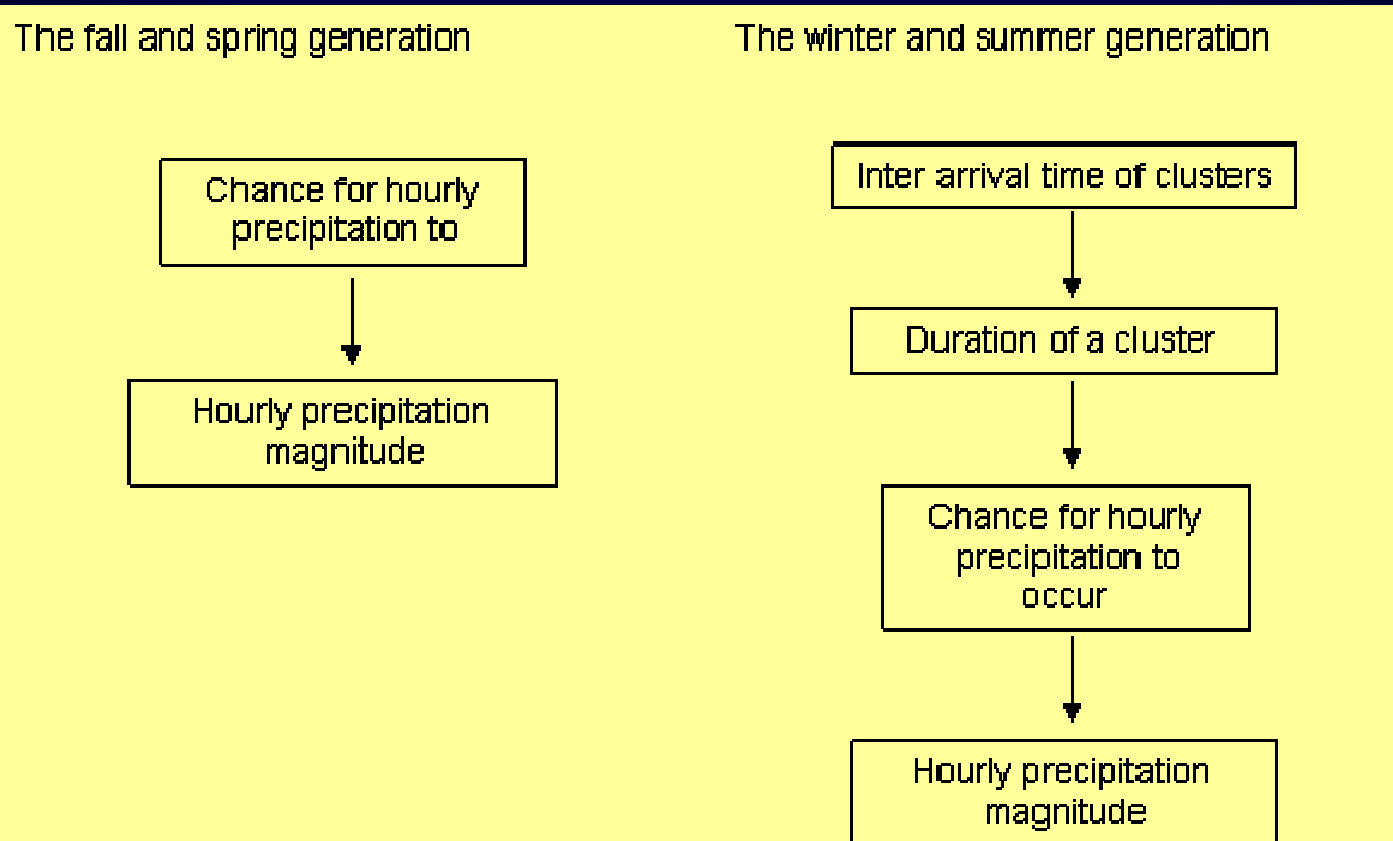 The fall and spring generation
Chance for hourly
precipitation to
Hourly precipitation
magnitude
The winter and summer generation
Inter arrival time of clusters
Duration of a cluster
Chance for hourly
precipitation to
occur
Hourly precipitation
magnitude